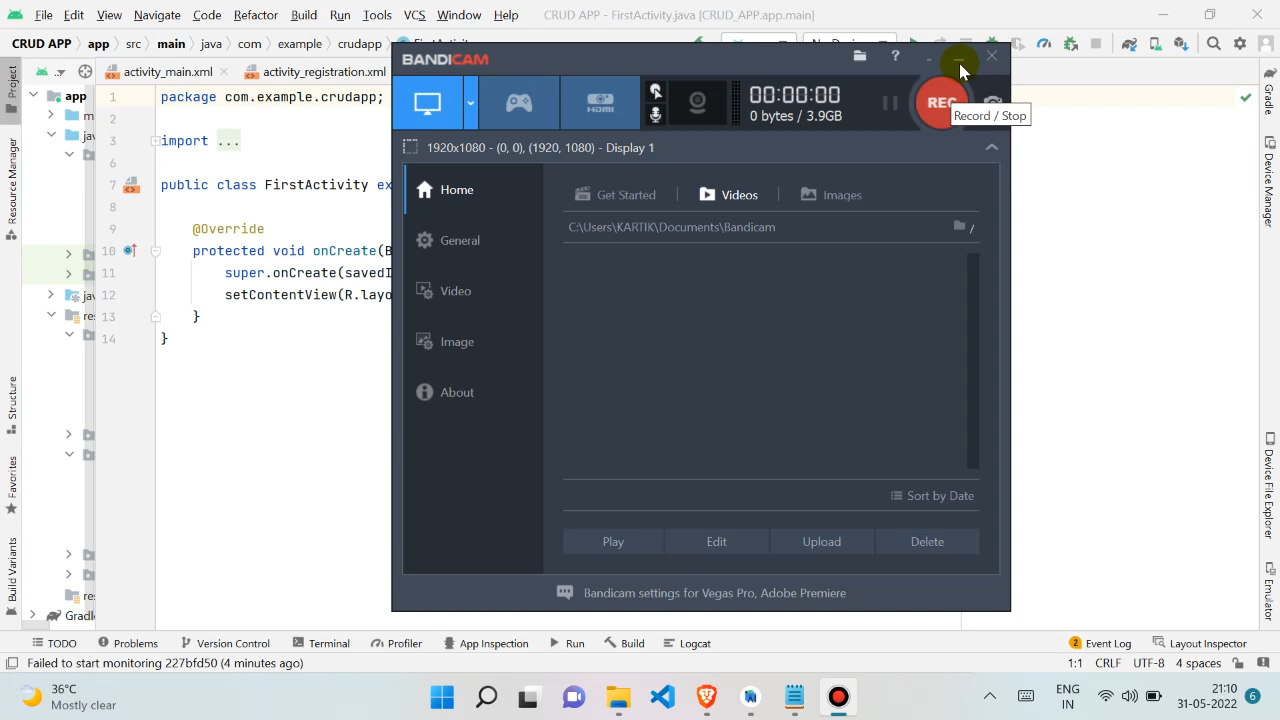 File Edit View Navigate Code Refactor Build Run Tools VCS Window Help CRUD APP - FirstActivity.java [CRUD_APP.app.main]
CRUD APP app src main java com example crudapp
BANDICAM
Project
Resource Manager
Structure
Favorites
Build Variants
app
Gradle
Device Manager
Device File Explorer
Emulator
activity_main.xml activity_registration.xml
1 package com.example.crudapp;
2
3 import ...
6
7 public class FirstActivity ex
8
9 @Override
10 protected void onCreate(B
11 super.onCreate(savedI
12 setContentView(R.layo
13 }
14 }
00:00:00
0 bytes / 3.9GB
REC
Record / Stop
HDMI
1920x1080 - (0, 0), (1920, 1080) - Display 1
Home
General
Video
Image
About
Get Started Videos Images
C:\Users\KARTIK\Documents\Bandicam /
Sort by Date
Play Edit Upload Delete
Bandicam settings for Vegas Pro, Adobe Premiere
TODO Problems Version Control Terminal Profiler App Inspection Run Build Logcat 2 Event Log Layout Inspector
Failed to start monitoring 227bfd50 (4 minutes ago) 1:1 CRLF UTF-8 4 spaces
36°C
Mostly clear
ENG
IN
21:10
31-05-2022
6